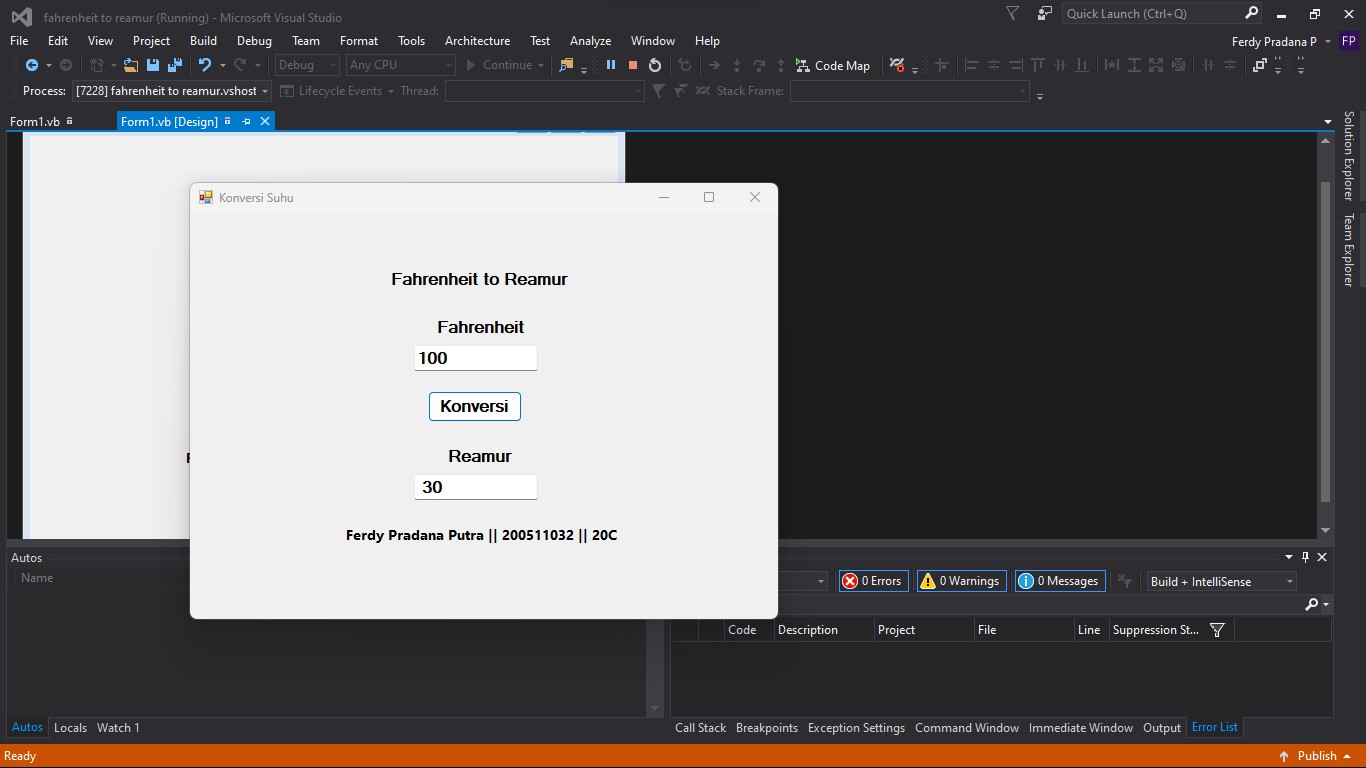 fahrenheit to reamur (Running) - Microsoft Visual Studio
Quick Launch (Ctrl+Q)
File Edit View Project Build Debug Team Format Tools Architecture Test Analyze Window Help
Ferdy Pradana P FP
Debug Any CPU Continue Code Map
Process: [7228] fahrenheit to reamur.vshost Lifecycle Events Thread: Stack Frame:
Form1.vb Form1.vb [Design]
Solution Explorer
Team Explorer
Konversi Suhu
Fahrenheit to Reamur
Fahrenheit
100
Konversi
Reamur
30
Ferdy Pradana Putra || 200511032 || 20C
Autos
Name
0 Errors 0 Warnings 0 Messages Build + IntelliSense
Code Description Project File Line Suppression St...
Autos Locals Watch 1
Call Stack Breakpoints Exception Settings Command Window Immediate Window Output Error List
Ready
Publish